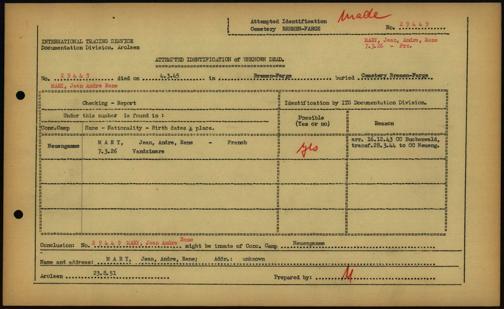 Attempted Identification
Cemetery BREMEN-FARGE
made
No. 29449
MARY, Jean, Andre, Rene
7.3.26 - Frc.
INTERNATIONAL TRACING SERVICE
Documentation Division, Arolsen
ATTEMPTED IDENTIFICATION of UNKNOWN DEAD.
No. 29449 died on 4.3.45 in Bremen-Farge buried Cemetery Bremen-Farge
MARY, Jean Andre Rene
Checking - Report
Identification by ITS Documentation Division.
Under this number is found in :
Possible
(Yes or no)
Reason
Conc.Camp
Name - Nationality - Birth dates & place.
Neuengamme
MARY, Jean, Andre, Rene - French
7.3.26 Vandxinare
yes
arr. 16.12.43 CC Buchenwald,
transf.28.3.44 to CC Neueng.
Conclusion: No. 29449 MARY, Jean Andre Rene might be inmate of Conc. Camp Neuengamme
Name and address: MARY, Jean, Andre, Rene; Addr.: unknown
Arolsen 23.8.51
Prepared by: